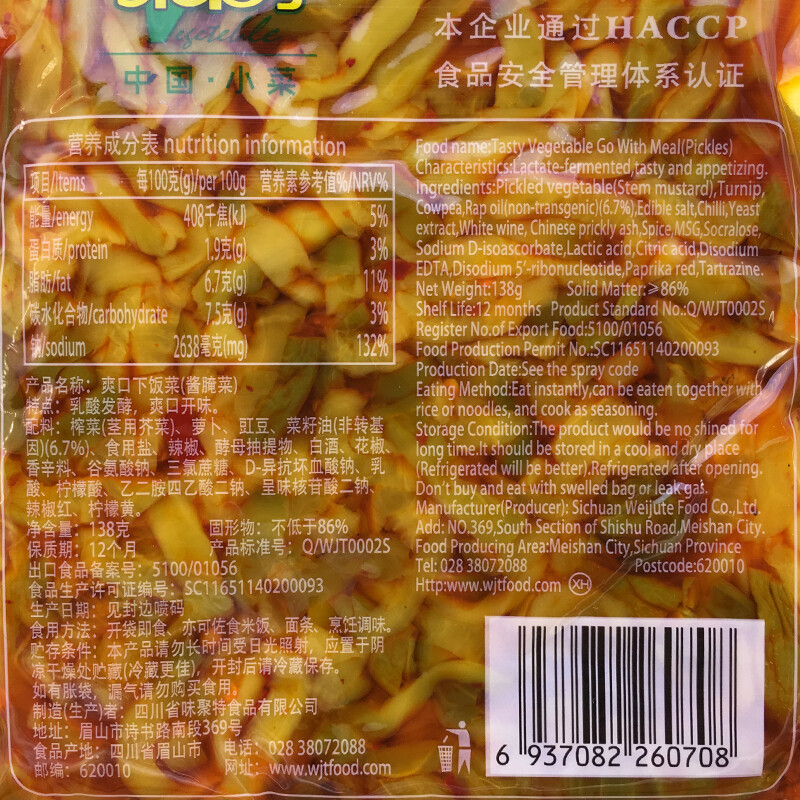 Vegetable
中国·小菜
本企业通过HACCP
食品安全管理体系认证
营养成分表 nutrition information
项目/items 每100克(g)/per 100g 营养素参考值%/NRV%
能量/energy 408千焦(kJ) 5%
蛋白质/protein 1.9克(g) 3%
脂肪/fat 6.7克(g) 11%
碳水化合物/carbohydrate 7.5克(g) 3%
钠/sodium 2638毫克(mg) 132%
产品名称：爽口下饭菜(酱腌菜)
特点：乳酸发酵，爽口开味。
配料：榨菜(茎用芥菜)、萝卜、豇豆、菜籽油(非转基
因)(6.7%)、食用盐、辣椒、酵母抽提物、白酒、花椒、
香辛料、谷氨酸钠、三氯蔗糖、D-异抗坏血酸钠、乳
酸、柠檬酸、乙二胺四乙酸二钠、呈味核苷酸二钠、
辣椒红、柠檬黄。
净含量：138克 固形物：不低于86%
保质期：12个月 产品标准号：Q/WJT0002S
出口食品备案号：5100/01056
食品生产许可证编号：SC11651140200093
生产日期：见封边喷码
食用方法：开袋即食、亦可佐食米饭、面条、烹饪调味。
贮存条件：本产品请勿长时间受日光照射，应置于阴
凉干燥处贮藏(冷藏更佳)，开封后请冷藏保存。
如有胀袋，漏气请勿购买食用。
制造(生产)者：四川省味聚特食品有限公司
地址：眉山市诗书路南段369号
食品产地：四川省眉山市 电话：028 38072088
邮编：620010 网址：www.wjtfood.com
Food name:Tasty Vegetable Go With Meal(Pickles)
Characteristics:Lactate-fermented,tasty and appetizing.
Ingredients:Pickled vegetable(Stem mustard),Turnip,
Cowpea,Rap oil(non-transgenic)(6.7%).Edible salt,Chilli,Yeast
extract,White wine, Chinese prickly ash,Spice,MSG,Socralose,
Sodium D-isoascorbate,Lactic acid,Citric acid,Disodium
EDTA,Disodium 5'-ribonucleotide,Paprika red,Tartrazine.
Net Weight:138g Solid Matter:≥86%
Shelf Life:12 months Product Standard No.:Q/WJT0002S
Register No.of Export Food:5100/01056
Food Production Permit No.:SC11651140200093
Production Date:See the spray code
Eating Method:Eat instantly,can be eaten together with
rice or noodles, and cook as seasoning.
Storage Condition:The product would be no shined for
long time.It should be stored in a cool and dry place
(Refrigerated will be better).Refrigerated after opening.
Don't buy and eat with swelled bag or leak gas.
Manufacturer(Producer): Sichuan Weijute Food Co.,Ltd.
Add: NO.369,South Section of Shishu Road,Meishan City.
Food Producing Area:Meishan City,Sichuan Province
Tel: 028 38072088 Postcode:620010
Http:www.wjtfood.com XH
6 937082 260708